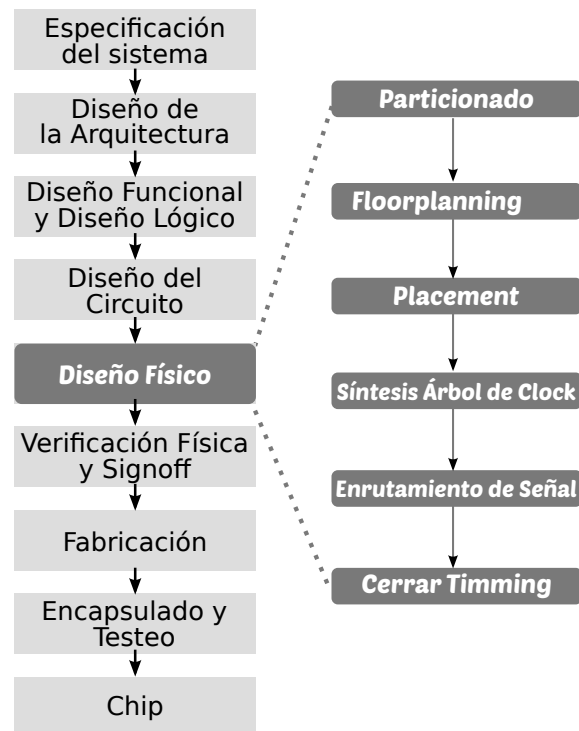 Especificación
del sistema
Diseño de
la Arquitectura
Diseño Funcional
y Diseño Lógico
Diseño del
Circuito
Diseño Físico
Verificación Física
y Signoff
Fabricación
Encapsulado y
Testeo
Chip
Particionado
Floorplanning
Placement
Síntesis Árbol de Clock
Enrutamiento de Señal
Cerrar Timming